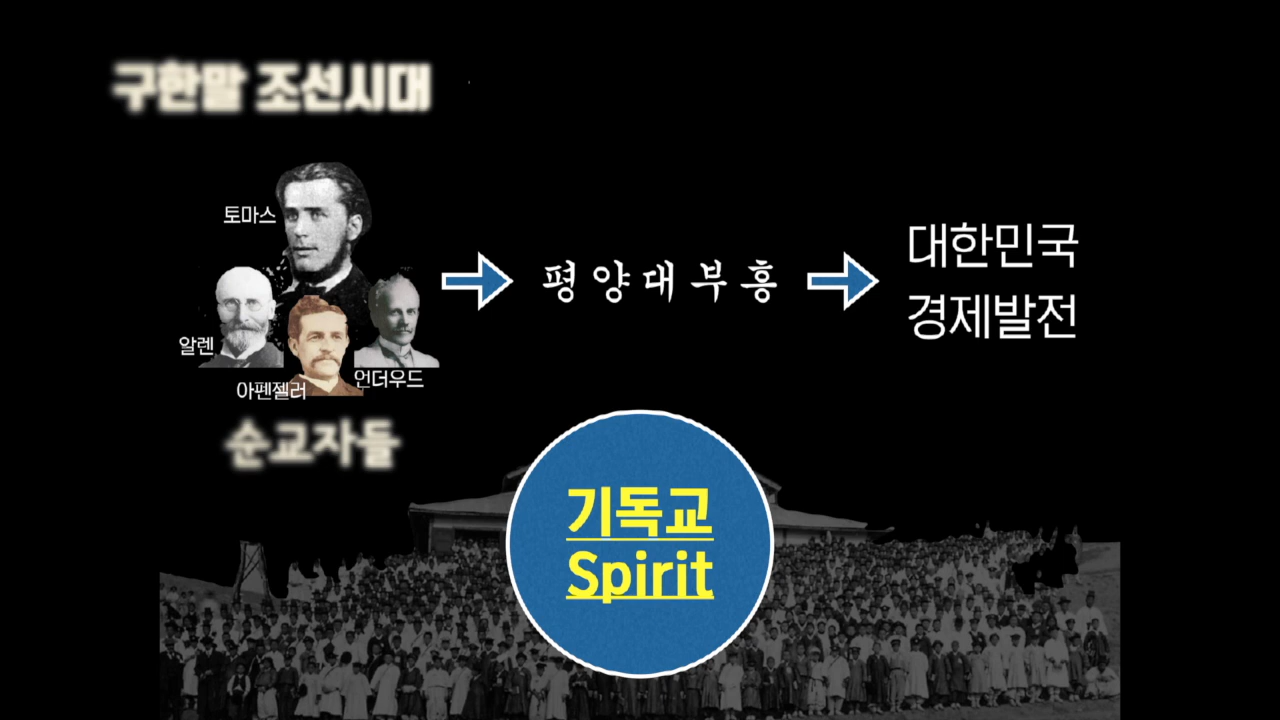 구한말 조선시대
토마스
알렌
아펜젤러
언더우드
순교자들
평양대부흥
대한민국
경제발전
기독교
Spirit